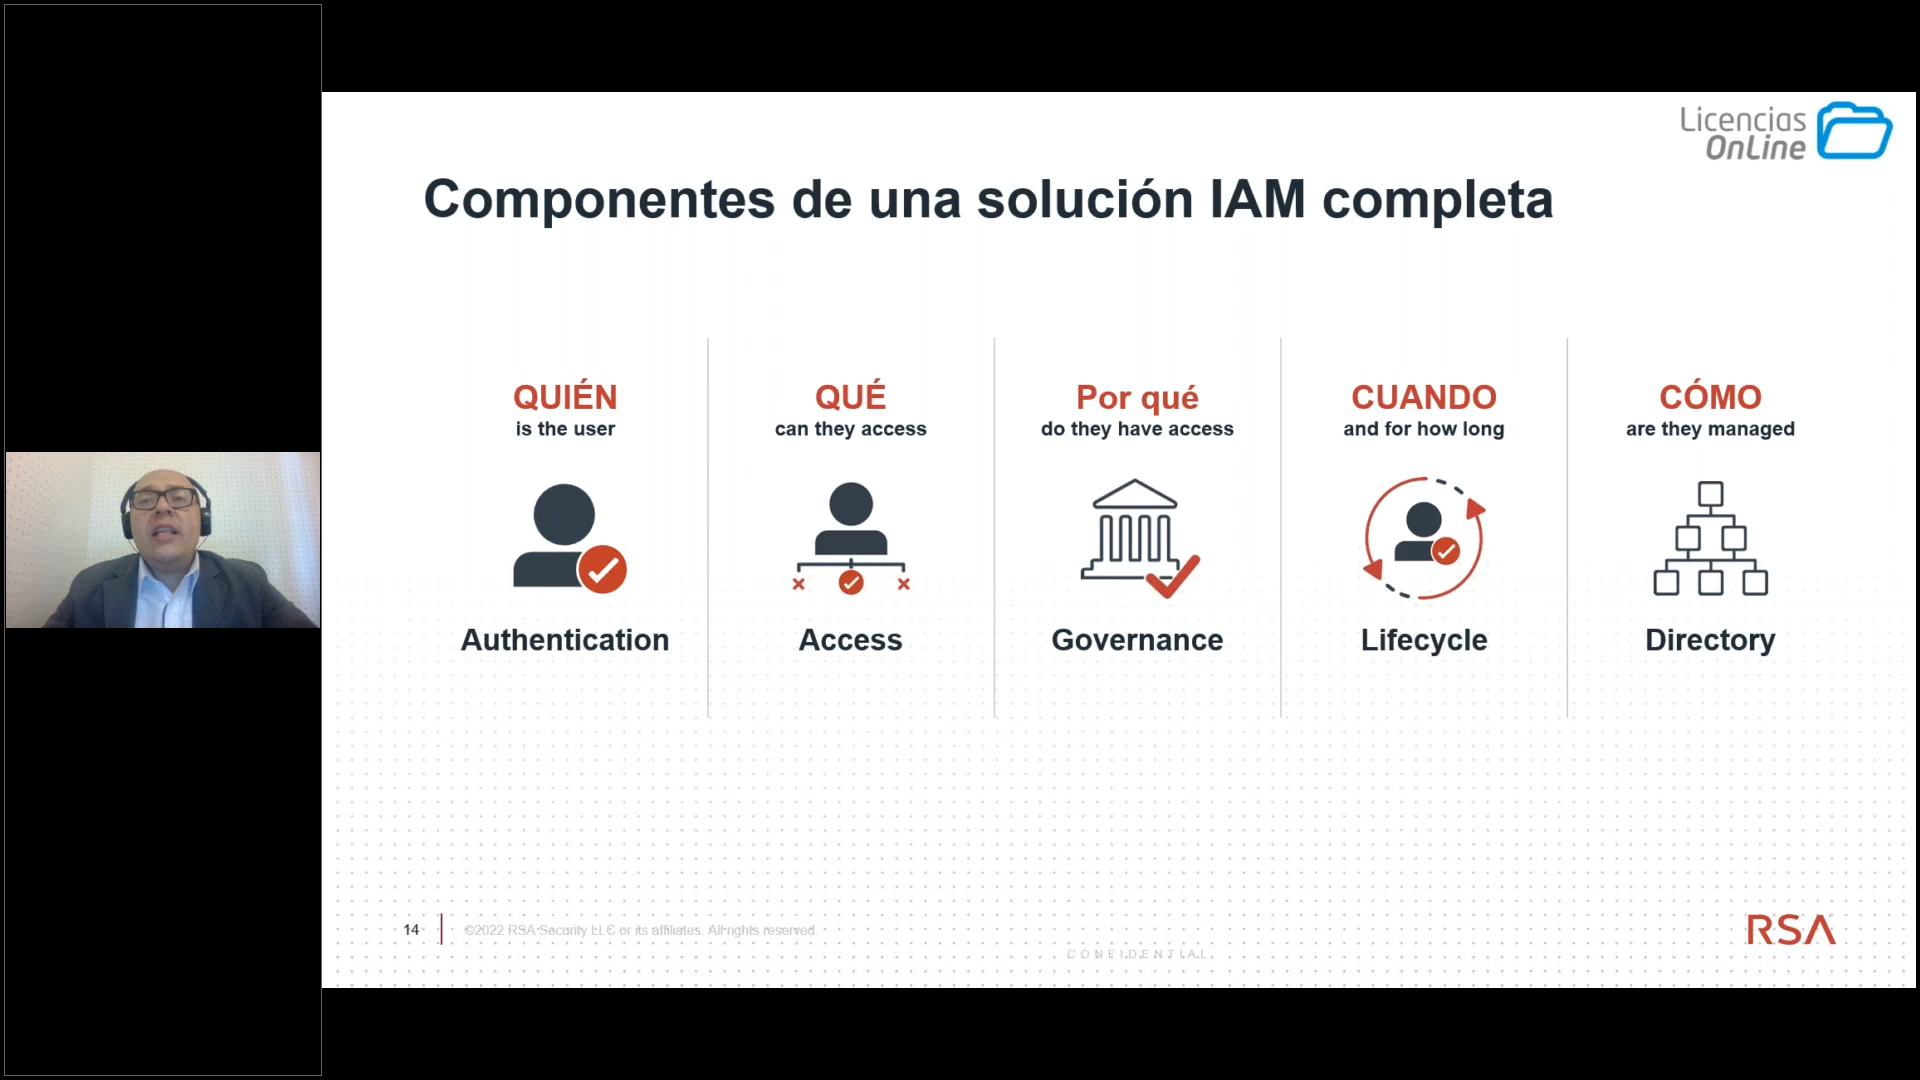 Licencias
OnLine
Componentes de una solución IAM completa
QUIÉN
is the user
Authentication
QUÉ
can they access
Access
Por qué
do they have access
Governance
CUANDO
and for how long
Lifecycle
CÓMO
are they managed
Directory
14
©2022 RSA Security LLC or its affiliates. All rights reserved.
CONFIDENTIAL
RSA